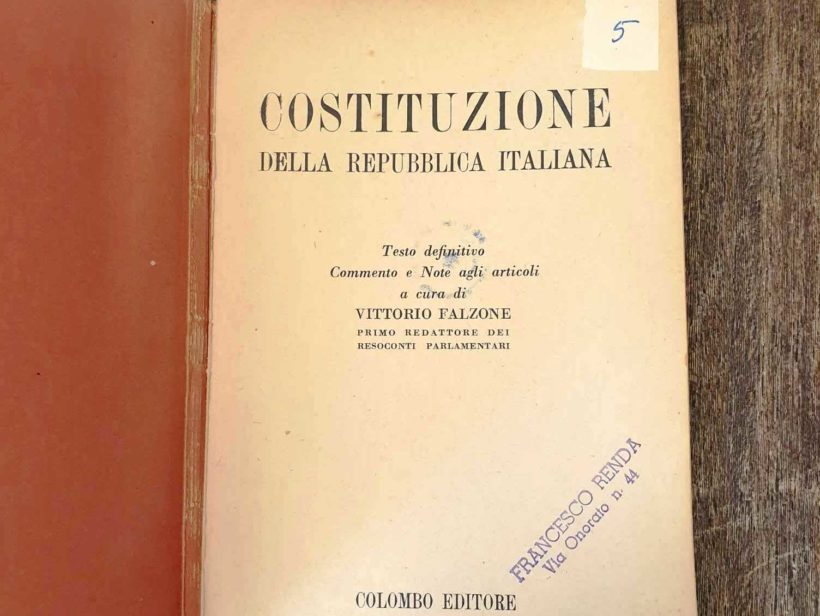 5
COSTITUZIONE
DELLA REPUBBLICA ITALIANA
Testo definitivo
Commento e Note agli articoli
a cura di
VITTORIO FALZONE
PRIMO REDATTORE DEI
RESOCONTI PARLAMENTARI
FRANCESCO RENDA
Via Onorato n. 44
COLOMBO EDITORE